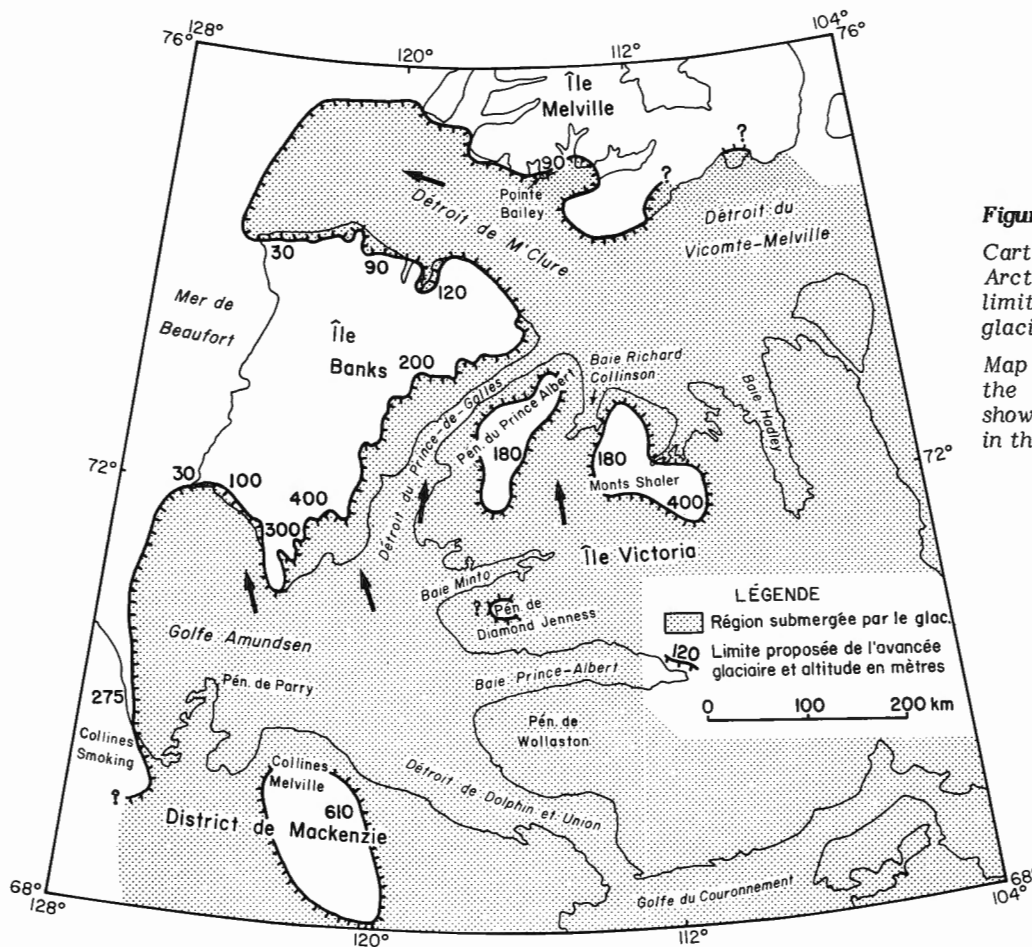 128°
120°
112°
104°
76°
76°
Île
Melville
?
?
90
Pointe
Bailey
Détroit de M'Clure
Détroit du
Vicomte-Melville
30
90
120
Mer de
Beaufort
Île
Banks
200
Baie Richard
Collinson
Détroit du Prince-de-Galles
Pén. du Prince Albert
180
180
Monts Shaler
400
Baie Hadley
72°
72°
30
100
400
300
Île Victoria
Baie Minto
?
Pén. de
Diamond Jenness
Golfe Amundsen
Baie Prince-Albert
Pén. de Parry
275
Collines
Smoking
?
Pén. de
Wollaston
Collines
Melville
610
Détroit de Dolphin et Union
District de Mackenzie
Golfe du Couronnement
LÉGENDE
Région submergée par le glac.
120
Limite proposée de l'avancée
glaciaire et altitude en mètres
0 100 200 km
68°
128°
120°
112°
68°
104°
Figur
Cart
Arct
limit
glaci
Map
the
show
in th